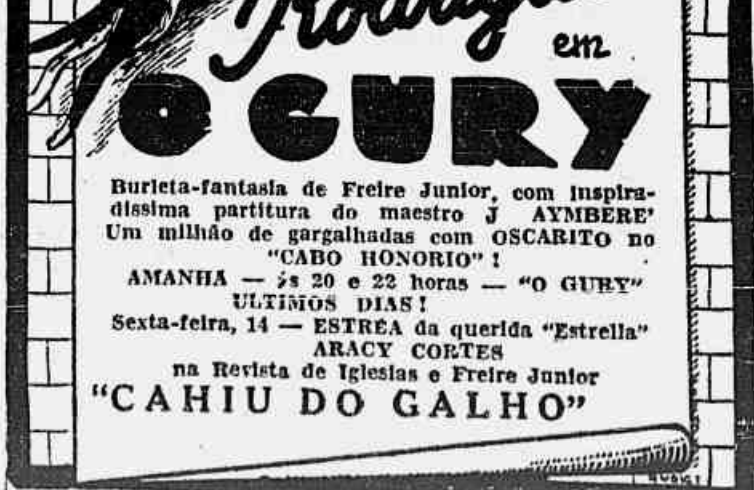 em
O GURY
Burleta-fantasia de Freire Junior, com inspira-
dissima partitura do maestro J AYMBERE'
Um milhão de gargalhadas com OSCARITO no
"CABO HONORIO" !
AMANHA — ás 20 e 22 horas — "O GURY"
ULTIMOS DIAS !
Sexta-feira, 14 — ESTRÉA da querida "Estrella"
ARACY CORTES
na Revista de Iglesias e Freire Junior
"CAHIU DO GALHO"